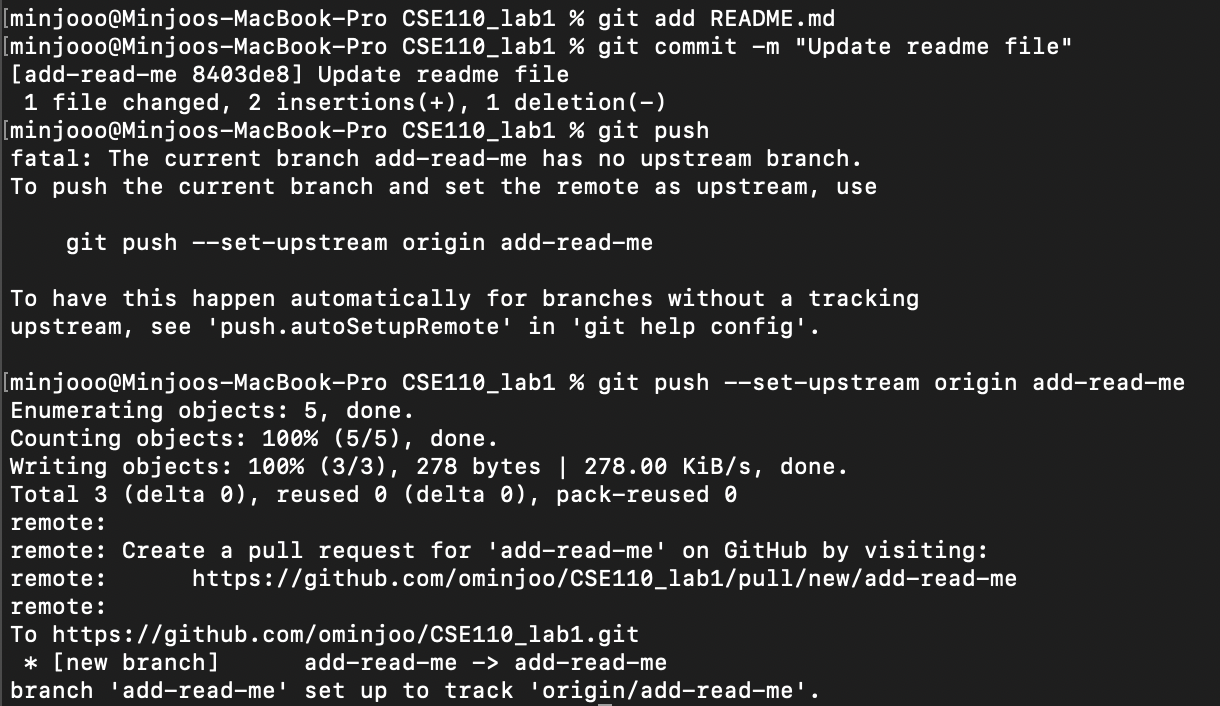 [minjooo@Minjoos-MacBook-Pro CSE110_lab1 % git add README.md
[minjooo@Minjoos-MacBook-Pro CSE110_lab1 % git commit -m "Update readme file"
[add-read-me 8403de8] Update readme file
 1 file changed, 2 insertions(+), 1 deletion(-)
[minjooo@Minjoos-MacBook-Pro CSE110_lab1 % git push
fatal: The current branch add-read-me has no upstream branch.
To push the current branch and set the remote as upstream, use

    git push --set-upstream origin add-read-me

To have this happen automatically for branches without a tracking
upstream, see 'push.autoSetupRemote' in 'git help config'.

[minjooo@Minjoos-MacBook-Pro CSE110_lab1 % git push --set-upstream origin add-read-me
Enumerating objects: 5, done.
Counting objects: 100% (5/5), done.
Writing objects: 100% (3/3), 278 bytes | 278.00 KiB/s, done.
Total 3 (delta 0), reused 0 (delta 0), pack-reused 0
remote:
remote: Create a pull request for 'add-read-me' on GitHub by visiting:
remote:      https://github.com/ominjoo/CSE110_lab1/pull/new/add-read-me
remote:
To https://github.com/ominjoo/CSE110_lab1.git
 * [new branch]      add-read-me -> add-read-me
branch 'add-read-me' set up to track 'origin/add-read-me'.